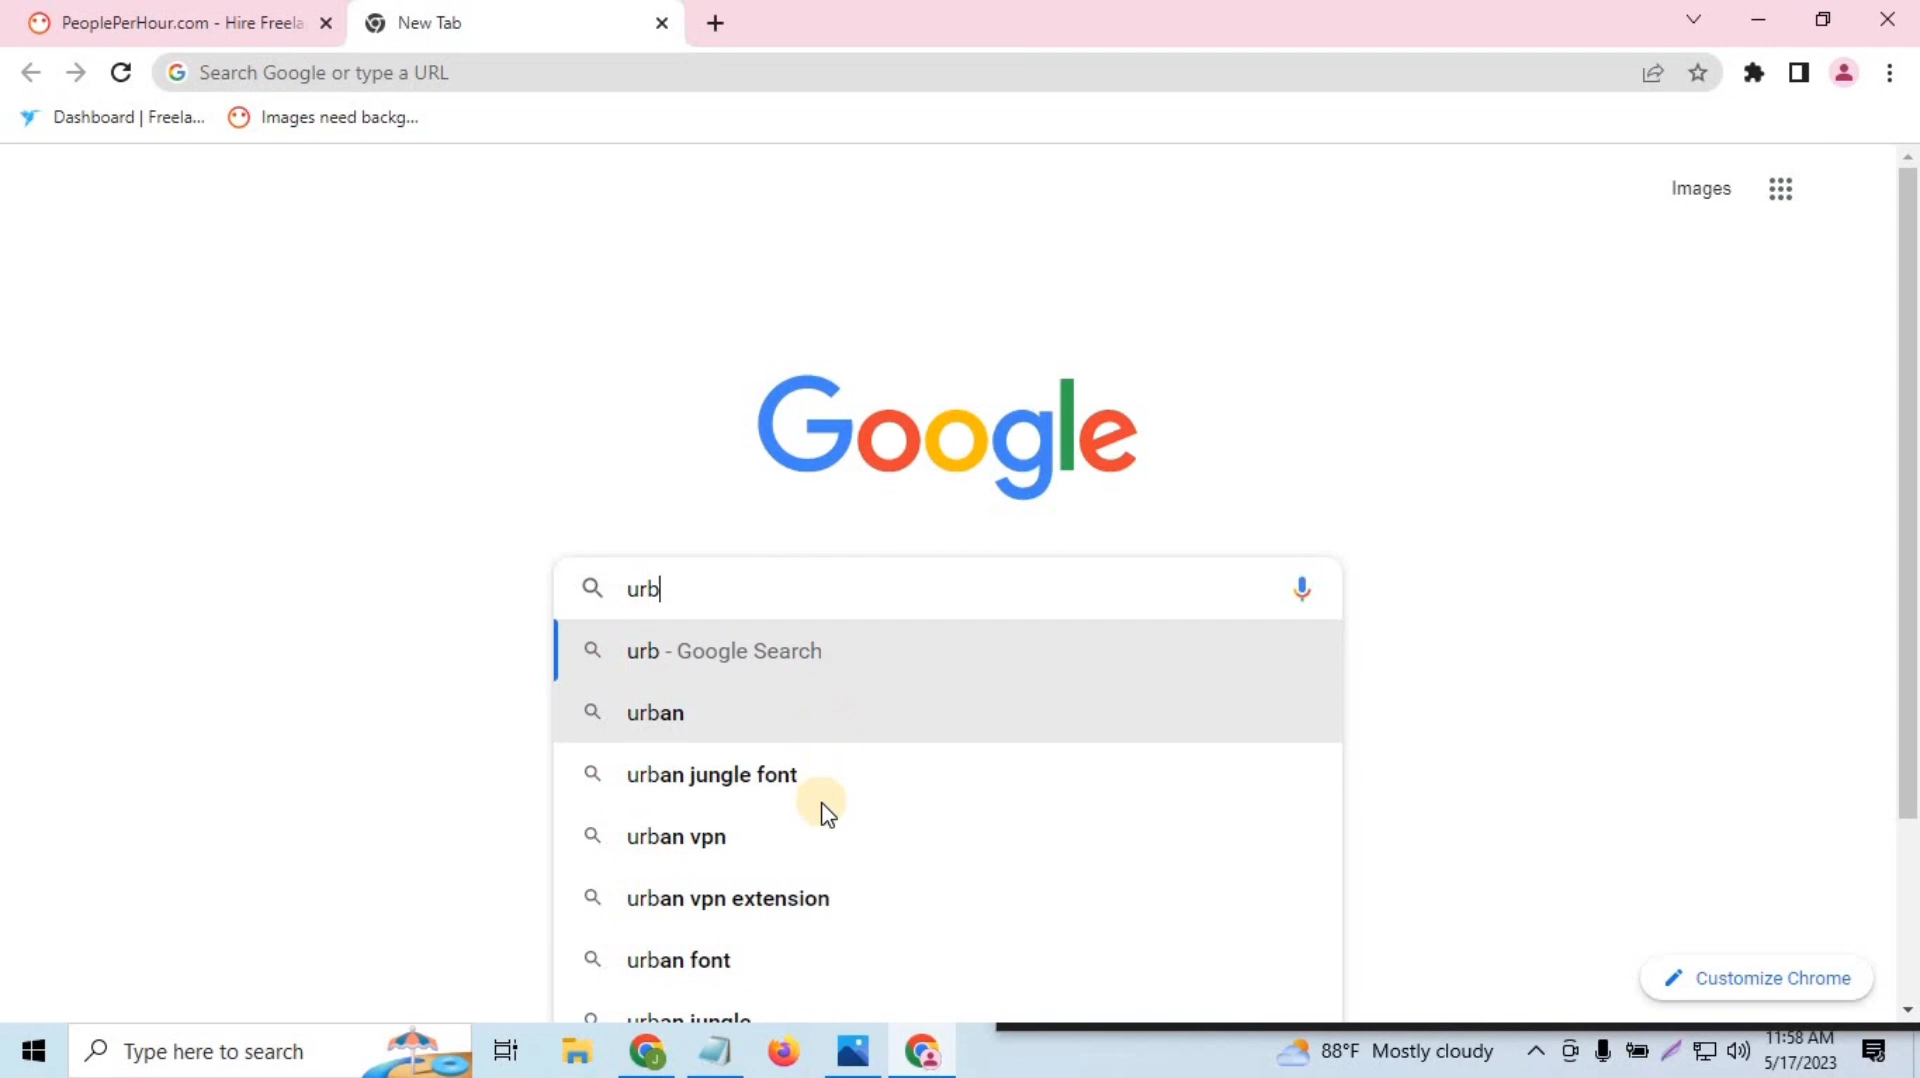 PeoplePerHour.com - Hire Freela
New Tab
Search Google or type a URL
Dashboard | Freela...
Images need backg...
Images
Google
urb
urb - Google Search
urban
urban jungle font
urban vpn
urban vpn extension
urban font
urban jungle
Customize Chrome
Type here to search
J
88°F Mostly cloudy
11:58 AM
5/17/2023